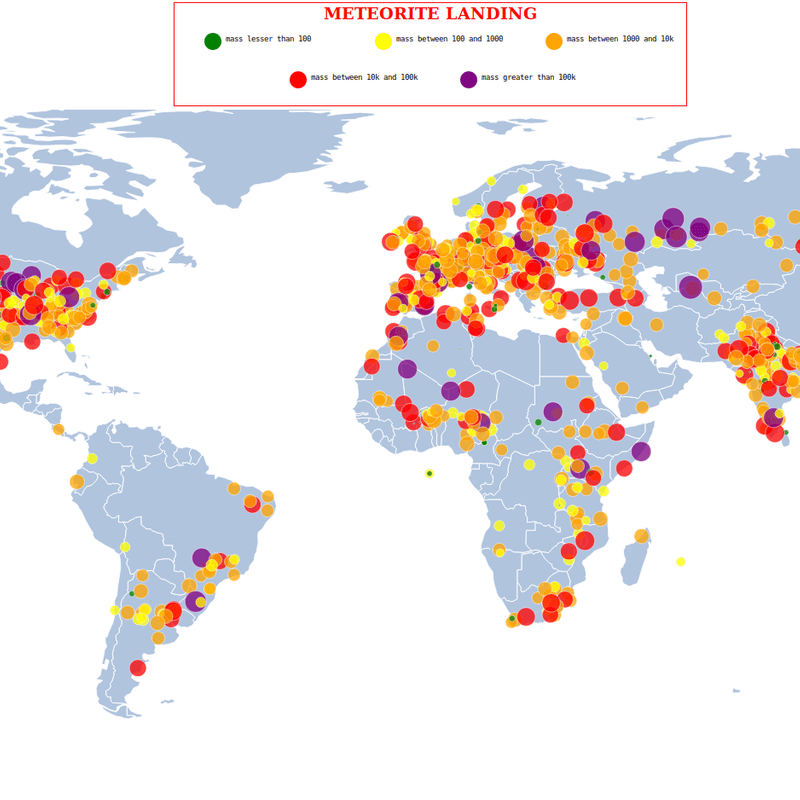 METEORITE LANDING
mass lesser than 100
mass between 100 and 1000
mass between 1000 and 10k
mass between 10k and 100k
mass greater than 100k